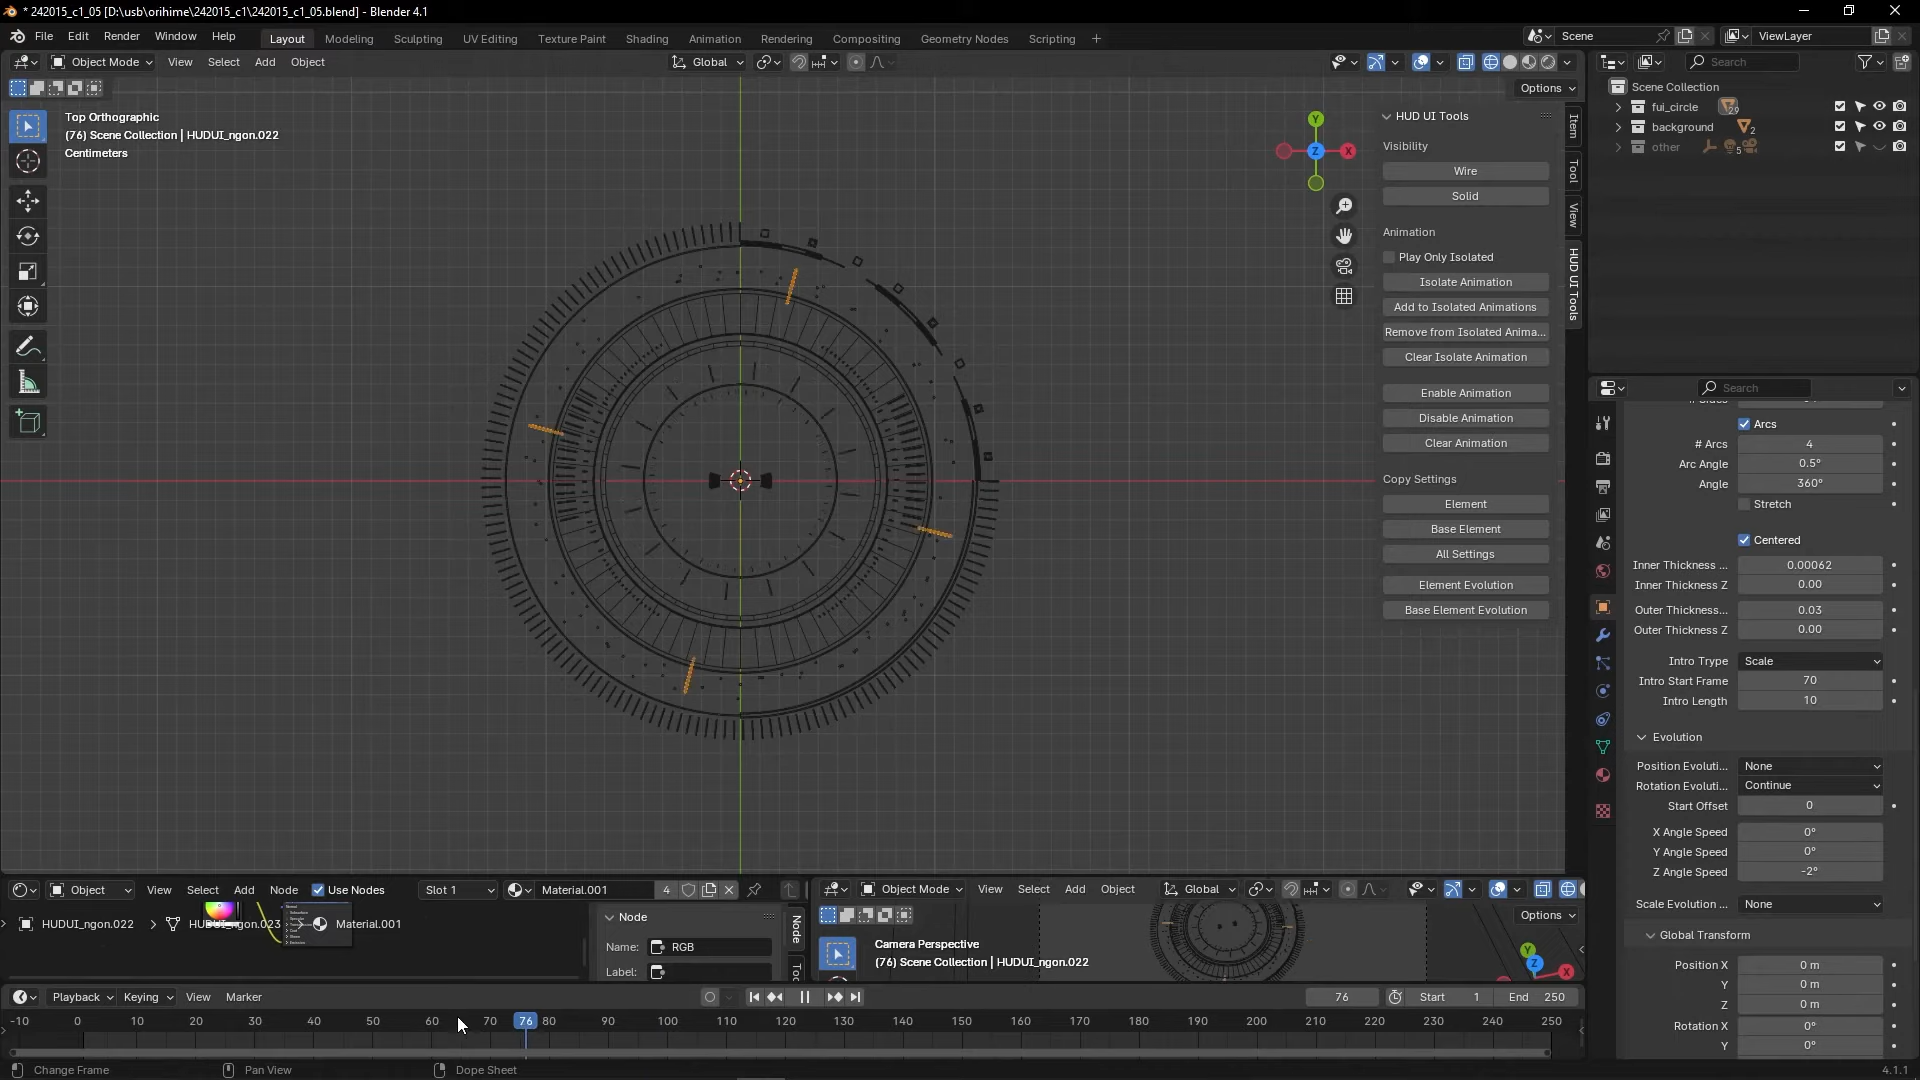 * 242015_c1_05 [D:\usb\orihime\242015_c1\242015_c1_05.blend] - Blender 4.1
File Edit Render Window Help
Layout Modeling Sculpting UV Editing Texture Paint Shading Animation Rendering Compositing Geometry Nodes Scripting +
Scene
ViewLayer
Object Mode View Select Add Object
Global
Options
Search
Top Orthographic
(76) Scene Collection | HUDUI_ngon.022
Centimeters
Y
X
Z
HUD UI Tools
Visibility
Wire
Solid
Animation
Play Only Isolated
Isolate Animation
Add to Isolated Animations
Remove from Isolated Anima...
Clear Isolate Animation
Enable Animation
Disable Animation
Clear Animation
Copy Settings
Element
Base Element
All Settings
Element Evolution
Base Element Evolution
Item
Tool
View
HUD UI Tools
Scene Collection
fui_circle 29
background 2
other 5
Search
Arcs
# Arcs 4
Arc Angle 0.5°
Angle 360°
Stretch
Centered
Inner Thickness ... 0.00062
Inner Thickness Z 0.00
Outer Thickness... 0.03
Outer Thickness Z 0.00
Intro Trype Scale
Intro Start Frame 70
Intro Length 10
Evolution
Position Evoluti... None
Rotation Evoluti... Continue
Start Offset 0
X Angle Speed 0°
Y Angle Speed 0°
Z Angle Speed -2°
Scale Evolution ... None
Global Transform
Position X 0 m
Y 0 m
Z 0 m
Rotation X 0°
Y 0°
Object View Select Add Node Use Nodes Slot 1 Material.001 4
HUDUI_ngon.022 HUDUI_ngon.023 Material.001
Node
Name: RGB
Label:
Node
Object Mode View Select Add Object Global
Options
Camera Perspective
(76) Scene Collection | HUDUI_ngon.022
Y
Z
X
Playback Keying View Marker
76 Start 1 End 250
-10 0 10 20 30 40 50 60 70 76 80 90 100 110 120 130 140 150 160 170 180 190 200 210 220 230 240 250
Change Frame Pan View Dope Sheet
4.1.1